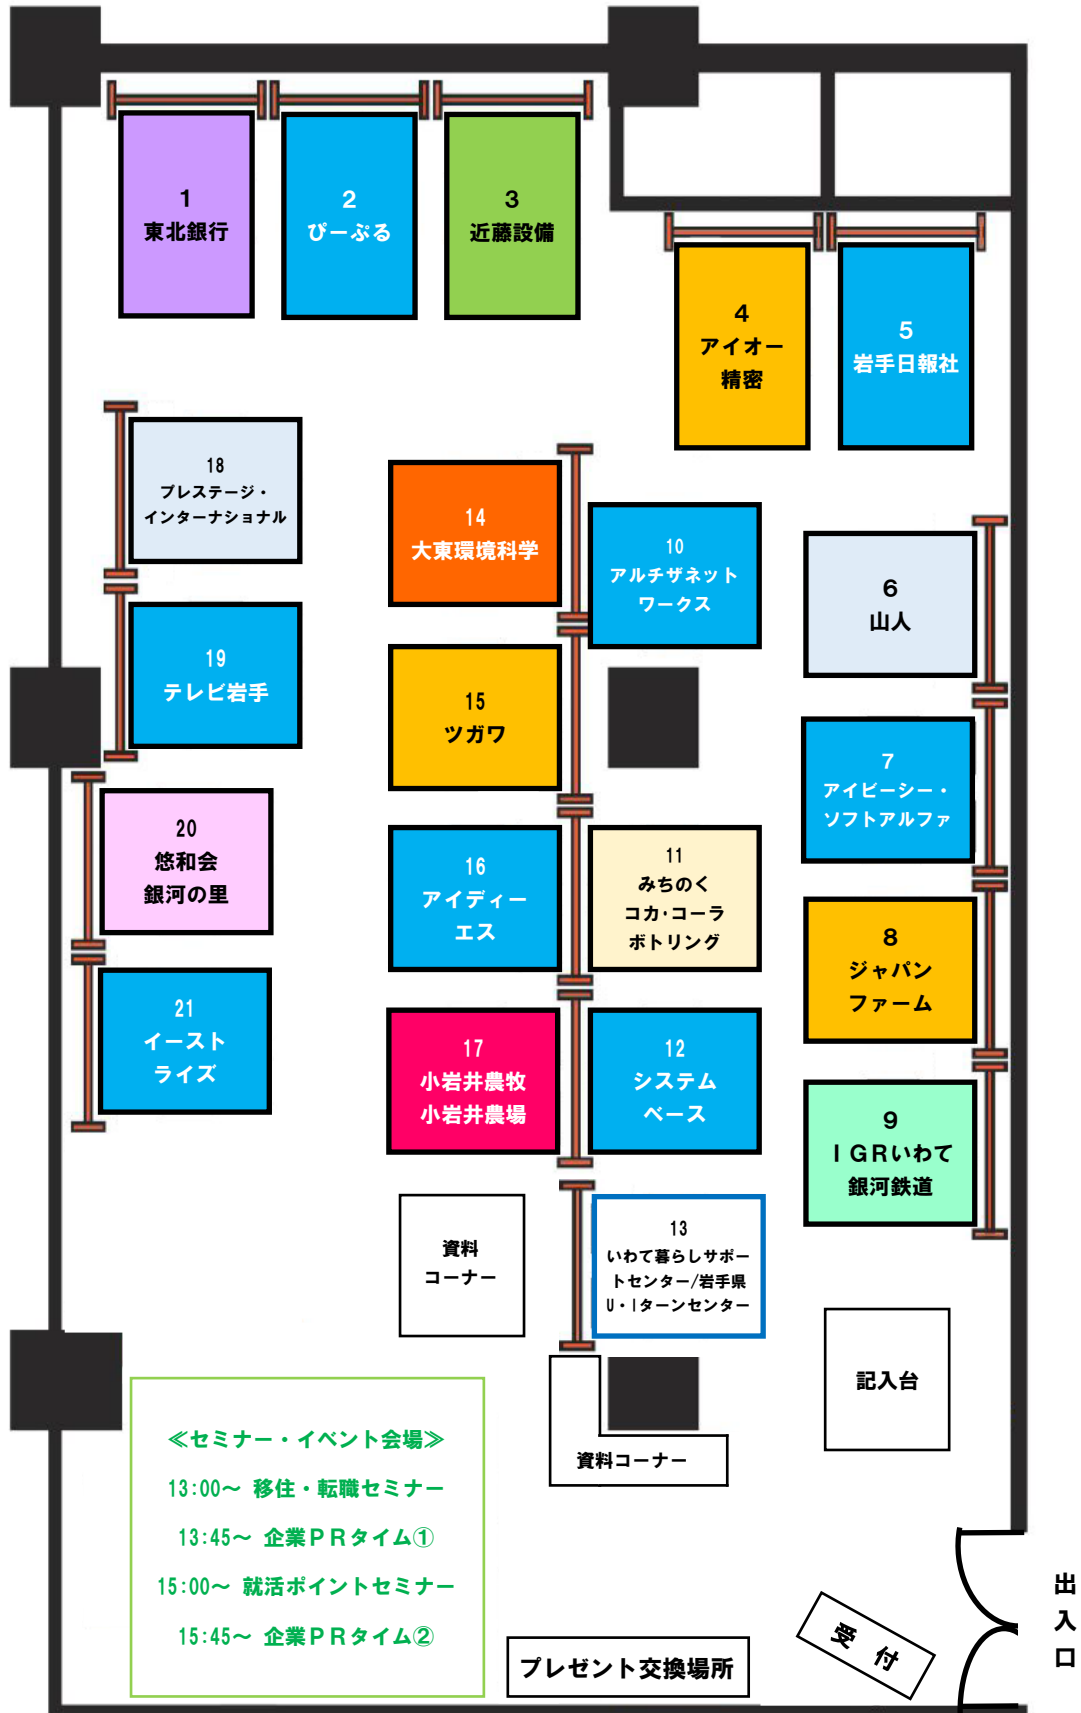 1
東北銀行
2
ぴーぷる
3
近藤設備
4
アイオー
精密
5
岩手日報社
18
プレステージ・
インターナショナル
14
大東環境科学
10
アルチザネット
ワークス
6
山人
19
テレビ岩手
15
ツガワ
7
アイビーシー・
ソフトアルファ
20
悠和会
銀河の里
16
アイディー
エス
11
みちのく
コカ・コーラ
ボトリング
8
ジャパン
ファーム
21
イースト
ライズ
17
小岩井農牧
小岩井農場
12
システム
ベース
9
ＩＧＲいわて
銀河鉄道
資料
コーナー
13
いわて暮らしサポー
トセンター/岩手県
U・Iターンセンター
記入台
資料コーナー
≪セミナー・イベント会場≫
13:00～ 移住・転職セミナー
13:45～ 企業ＰＲタイム①
15:00～ 就活ポイントセミナー
15:45～ 企業ＰＲタイム②
プレゼント交換場所
受付
出入口